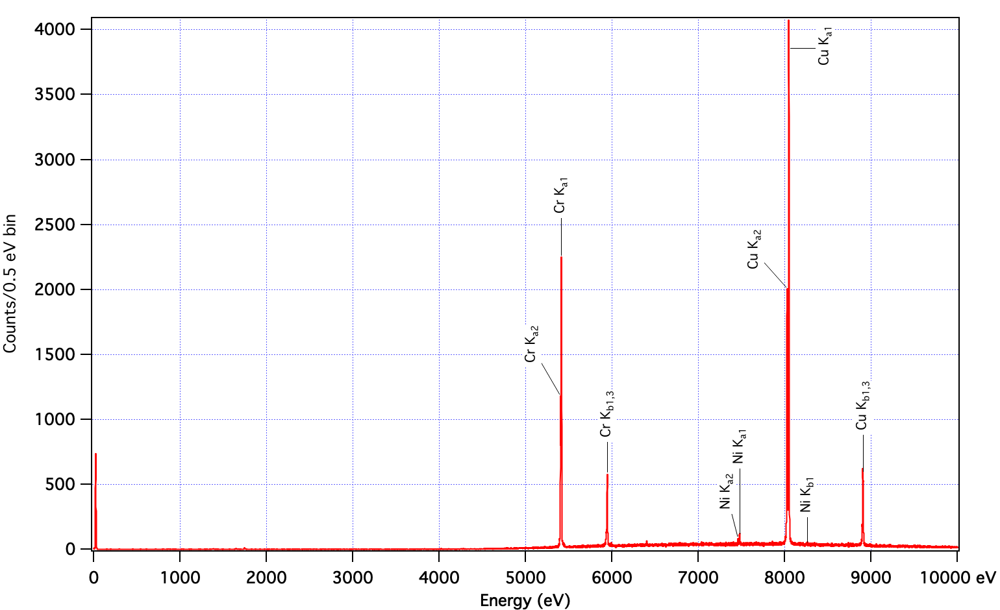 4000
3500
3000
2500
2000
1500
1000
500
0
Counts/0.5 eV bin
Cr Ka2
Cr Ka1
Cr Kb1,3
Ni Ka2
Ni Ka1
Cu Ka2
Cu Ka1
Ni Kb1
Cu Kb1,3
0 1000 2000 3000 4000 5000 6000 7000 8000 9000 10000 eV
Energy (eV)